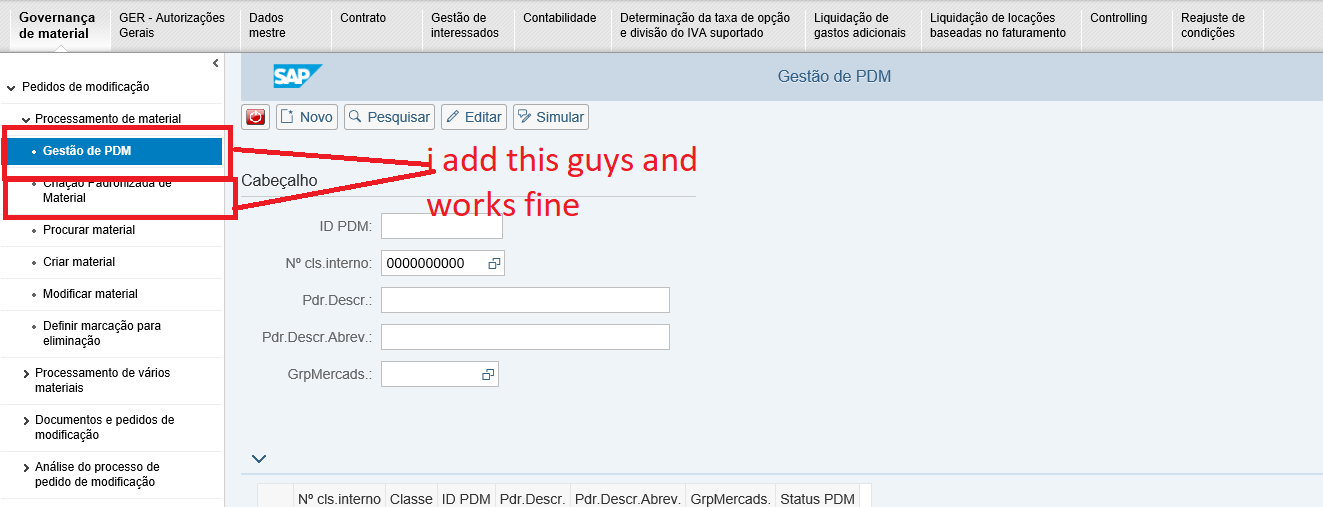 Governança de material
GER - Autorizações Gerais
Dados mestre
Contrato
Gestão de interessados
Contabilidade
Determinação da taxa de opção e divisão do IVA suportado
Liquidação de gastos adicionais
Liquidação de locações baseadas no faturamento
Controlling
Reajuste de condições
Pedidos de modificação
Processamento de material
Gestão de PDM
Criação Padronizada de
Material
Procurar material
Criar material
Modificar material
Definir marcação para
eliminação
Processamento de vários
materiais
Documentos e pedidos de
modificação
Análise do processo de
pedido de modificação
SAP
Gestão de PDM
Novo
Pesquisar
Editar
Simular
i add this guys and
works fine
Cabeçalho
ID PDM:
Nº cls.interno: 0000000000
Pdr.Descr.:
Pdr.Descr.Abrev.:
GrpMercads.:
Nº cls.interno Classe ID PDM Pdr.Descr. Pdr.Descr.Abrev. GrpMercads. Status PDM